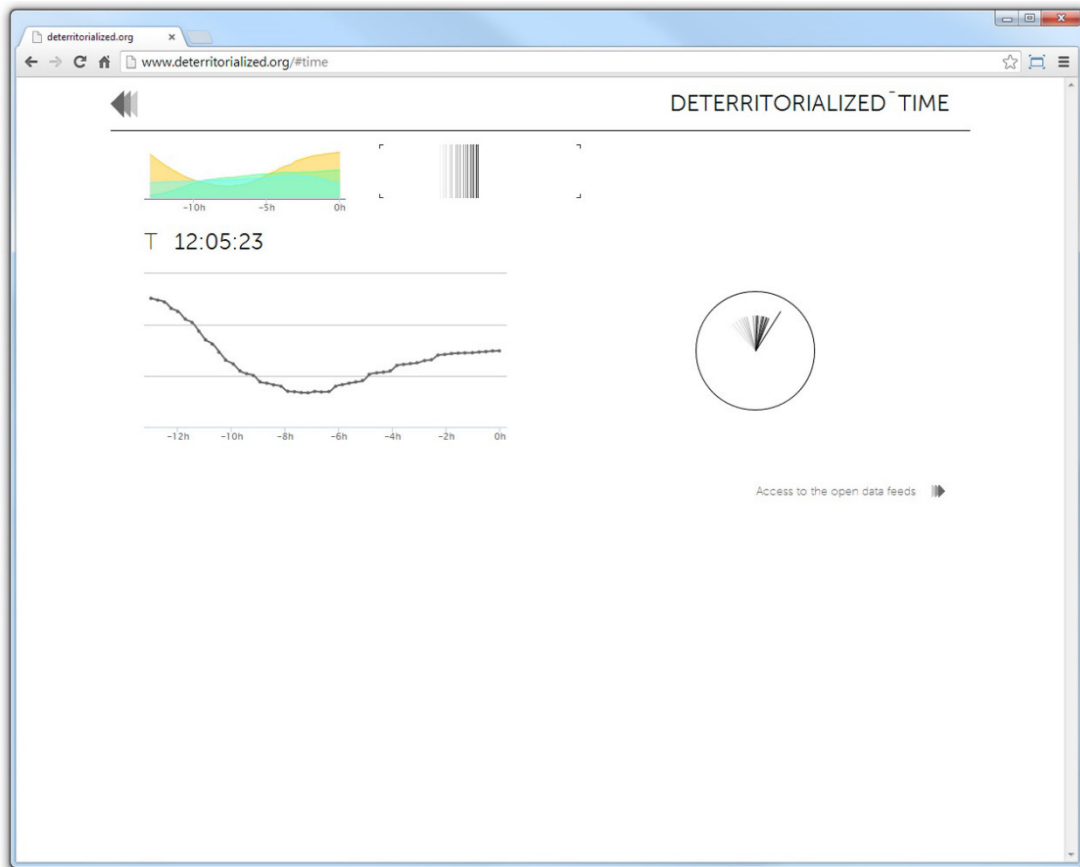 deterritorialized.org
www.deterritorialized.org/#time
DETERRITORIALIZED¯TIME
-10h -5h 0h
T 12:05:23
-12h -10h -8h -6h -4h -2h 0h
Access to the open data feeds